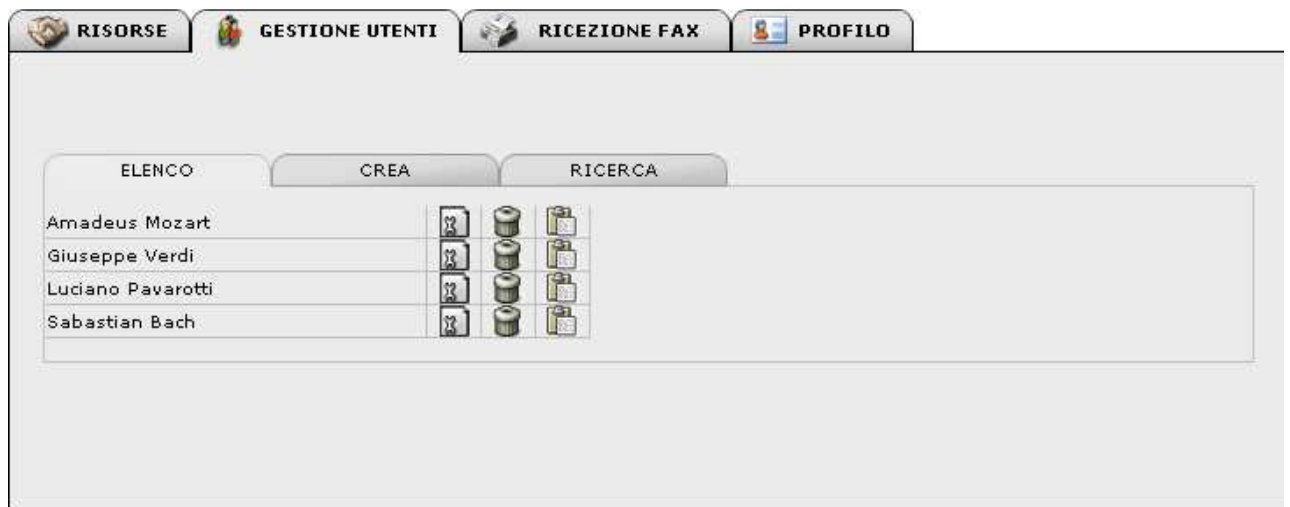 RISORSE GESTIONE UTENTI RICEZIONE FAX PROFILO
ELENCO CREA RICERCA
Amadeus Mozart
Giuseppe Verdi
Luciano Pavarotti
Sabastian Bach